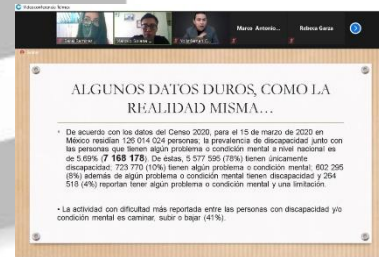 Videoconferencia Telmex
Marco Antonio...
Rebeca Garza
ALGUNOS DATOS DUROS, COMO LA
REALIDAD MISMA…
• De acuerdo con los datos del Censo 2020, para el 15 de marzo de 2020 en
México residían 126 014 024 personas; la prevalencia de discapacidad junto con
las personas que tienen algún problema o condición mental a nivel nacional es
de 5.69% (7 168 178). De éstas, 5 577 595 (78%) tienen únicamente
discapacidad; 723 770 (10%) tienen algún problema o condición mental; 602 295
(8%) además de algún problema o condición mental tienen discapacidad y 264
518 (4%) reportan tener algún problema o condición mental y una limitación.
• La actividad con dificultad más reportada entre las personas con discapacidad y/o
condición mental es caminar, subir o bajar (41%).